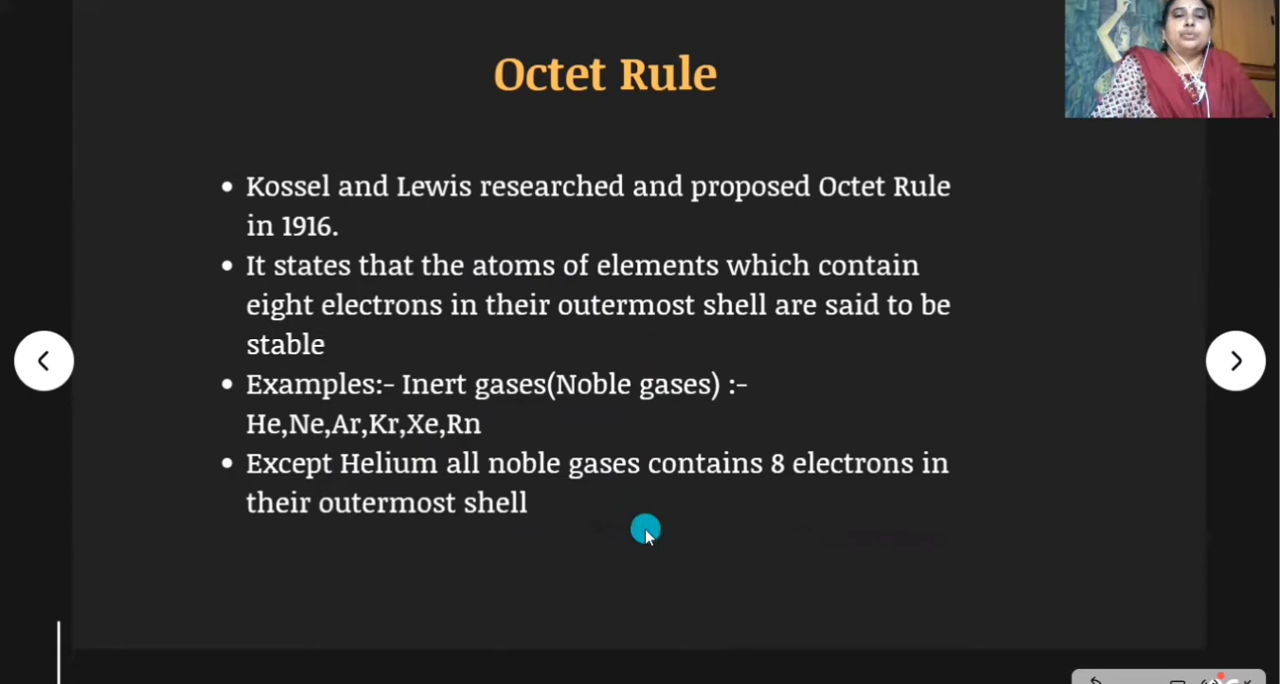 Octet Rule
Kossel and Lewis researched and proposed Octet Rule
in 1916.
It states that the atoms of elements which contain
eight electrons in their outermost shell are said to be
stable
Examples:- Inert gases(Noble gases) :-
He,Ne,Ar,Kr,Xe,Rn
Except Helium all noble gases contains 8 electrons in
their outermost shell